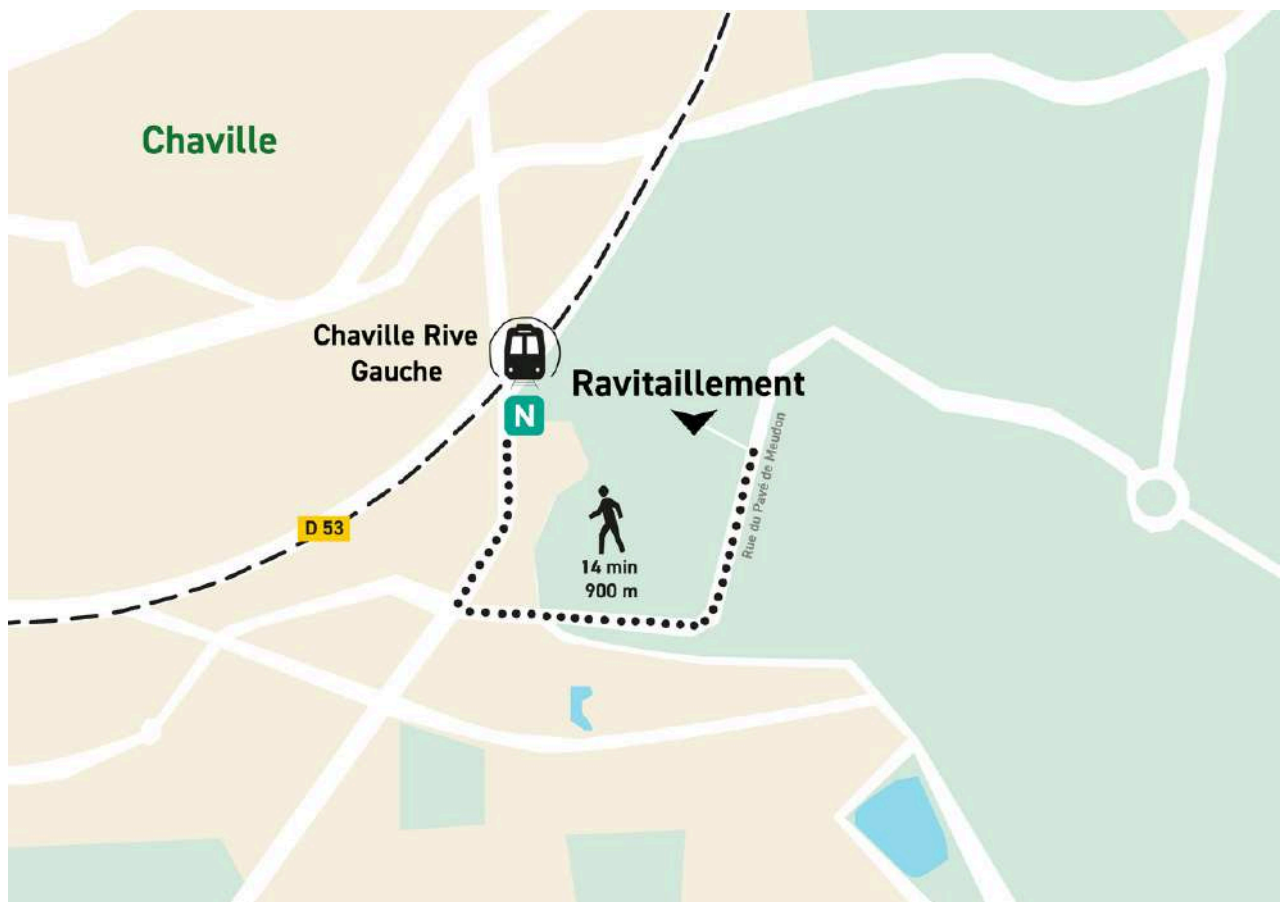 Chaville
Chaville Rive
Gauche
N
Ravitaillement
Rue du Pavé de Meudon
D 53
14 min
900 m